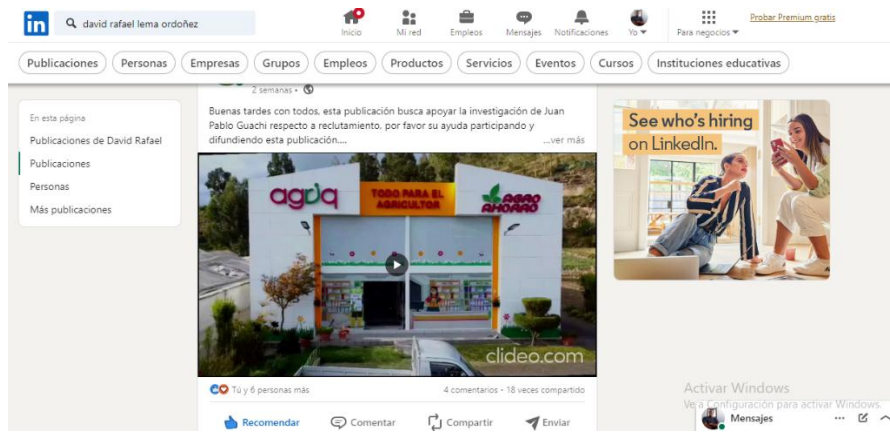 in
david rafael lema ordoñez
Inicio
Mi red
Empleos
Mensajes
Notificaciones
Yo
Para negocios
Probar Premium gratis
Publicaciones
Personas
Empresas
Grupos
Empleos
Productos
Servicios
Eventos
Cursos
Instituciones educativas
En esta página
Publicaciones de David Rafael
Publicaciones
Personas
Más publicaciones
2 semanas •
Buenas tardes con todos, esta publicación busca apoyar la investigación de Juan
Pablo Guachi respecto a reclutamiento, por favor su ayuda participando y
difundiendo esta publicación.... ...ver más
TODO PARA EL
AGRICULTOR
AGRO
AHORRO
clideo.com
Tú y 6 personas más
4 comentarios • 18 veces compartido
Recomendar
Comentar
Compartir
Enviar
See who's hiring
on LinkedIn.
Activar Windows
Ve a Configuración para activar Windows.
Mensajes